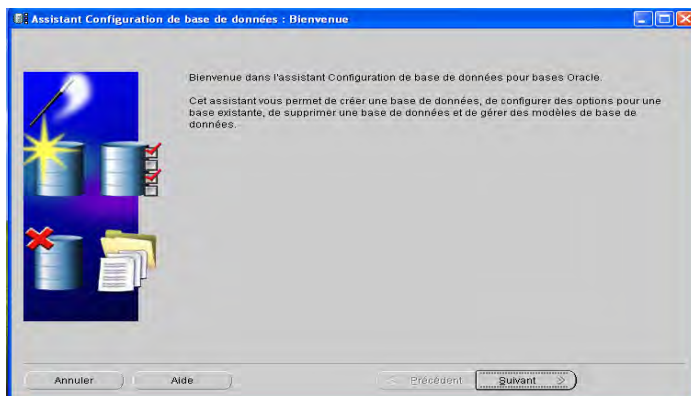 Assistant Configuration de base de données : Bienvenue
Bienvenue dans l'assistant Configuration de base de données pour bases Oracle.
Cet assistant vous permet de créer une base de données, de configurer des options pour une
base existante, de supprimer une base de données et de gérer des modèles de base de
données.
Annuler
Aide
Précédent
Suivant